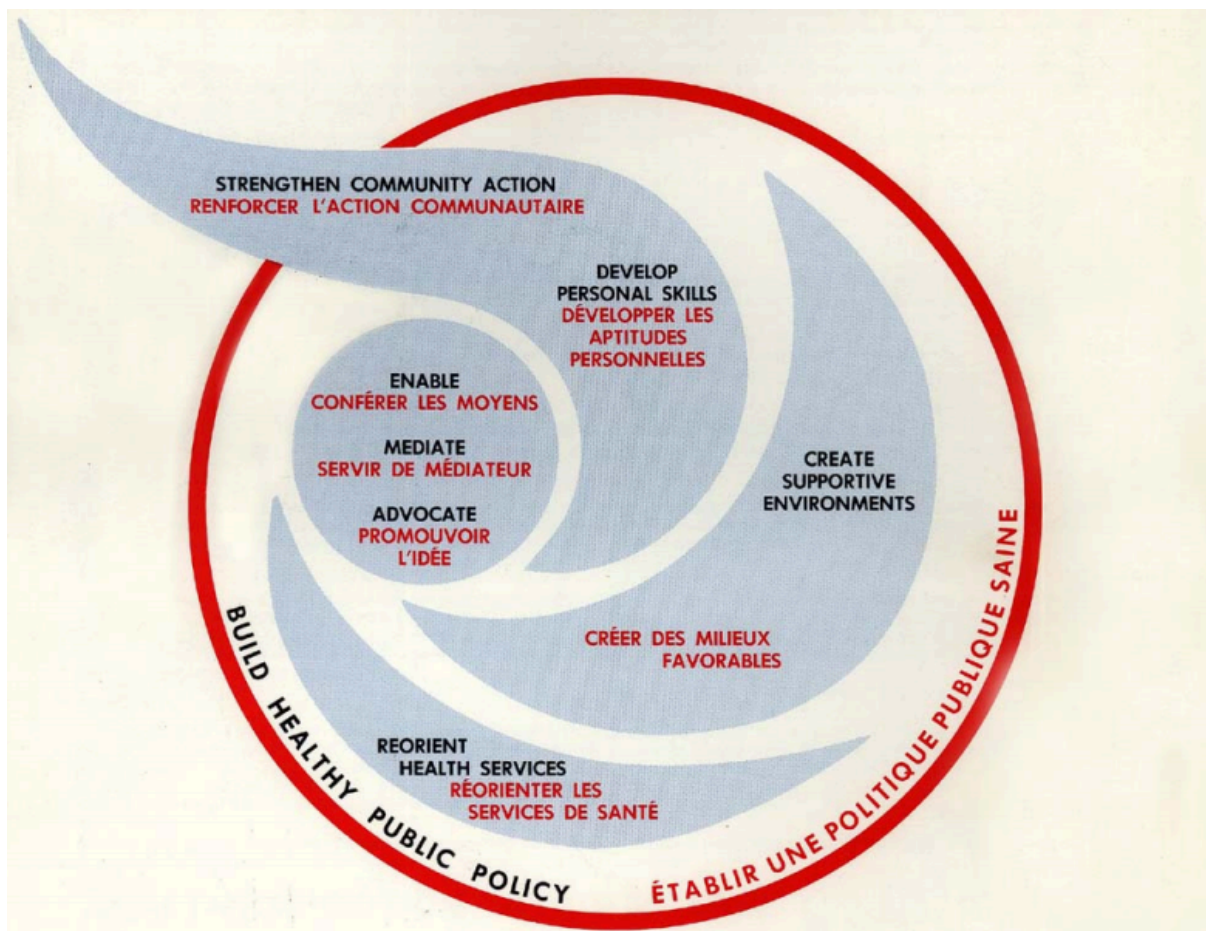 STRENGTHEN COMMUNITY ACTION
RENFORCER L'ACTION COMMUNAUTAIRE
DEVELOP
PERSONAL SKILLS
DÉVELOPPER LES
APTITUDES
PERSONNELLES
ENABLE
CONFÉRER LES MOYENS
MEDIATE
SERVIR DE MÉDIATEUR
ADVOCATE
PROMOUVOIR
L'IDÉE
CREATE
SUPPORTIVE
ENVIRONMENTS
CRÉER DES MILIEUX
FAVORABLES
REORIENT
HEALTH SERVICES
RÉORIENTER LES
SERVICES DE SANTÉ
BUILD HEALTHY PUBLIC POLICY
ÉTABLIR UNE POLITIQUE PUBLIQUE SAINE